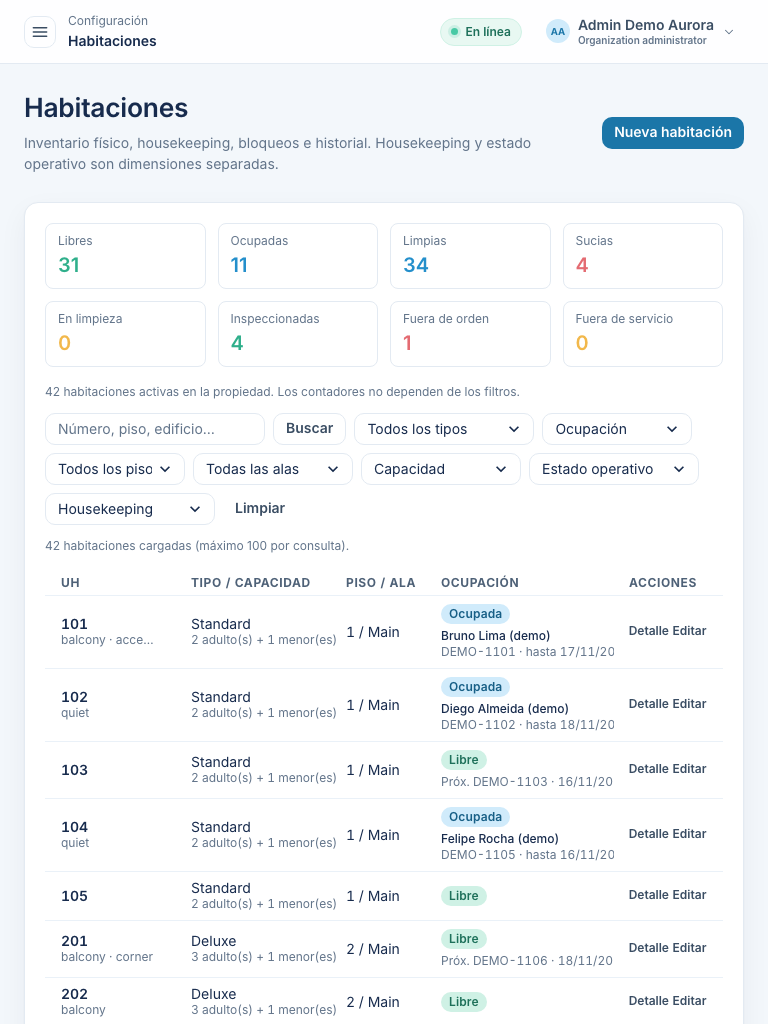 Configuración
Habitaciones
En línea
AA
Admin Demo Aurora
Organization administrator
Habitaciones
Inventario físico, housekeeping, bloqueos e historial. Housekeeping y estado
operativo son dimensiones separadas.
Nueva habitación
Libres
31
Ocupadas
11
Limpias
34
Sucias
4
En limpieza
0
Inspeccionadas
4
Fuera de orden
1
Fuera de servicio
0
42 habitaciones activas en la propiedad. Los contadores no dependen de los filtros.
Número, piso, edificio...
Buscar
Todos los tipos
Ocupación
Todos los piso
Todas las alas
Capacidad
Estado operativo
Housekeeping
Limpiar
42 habitaciones cargadas (máximo 100 por consulta).
UH TIPO / CAPACIDAD PISO / ALA OCUPACIÓN ACCIONES
101
balcony · acce...
Standard
2 adulto(s) + 1 menor(es)
1 / Main
Ocupada
Bruno Lima (demo)
DEMO-1101 · hasta 17/11/20
Detalle Editar
102
quiet
Standard
2 adulto(s) + 1 menor(es)
1 / Main
Ocupada
Diego Almeida (demo)
DEMO-1102 · hasta 18/11/20
Detalle Editar
103
Standard
2 adulto(s) + 1 menor(es)
1 / Main
Libre
Próx. DEMO-1103 · 16/11/20
Detalle Editar
104
quiet
Standard
2 adulto(s) + 1 menor(es)
1 / Main
Ocupada
Felipe Rocha (demo)
DEMO-1105 · hasta 16/11/20
Detalle Editar
105
Standard
2 adulto(s) + 1 menor(es)
1 / Main
Libre
Detalle Editar
201
balcony · corner
Deluxe
3 adulto(s) + 1 menor(es)
2 / Main
Libre
Próx. DEMO-1106 · 18/11/20
Detalle Editar
202
balcony
Deluxe
3 adulto(s) + 1 menor(es)
2 / Main
Libre
Detalle Editar